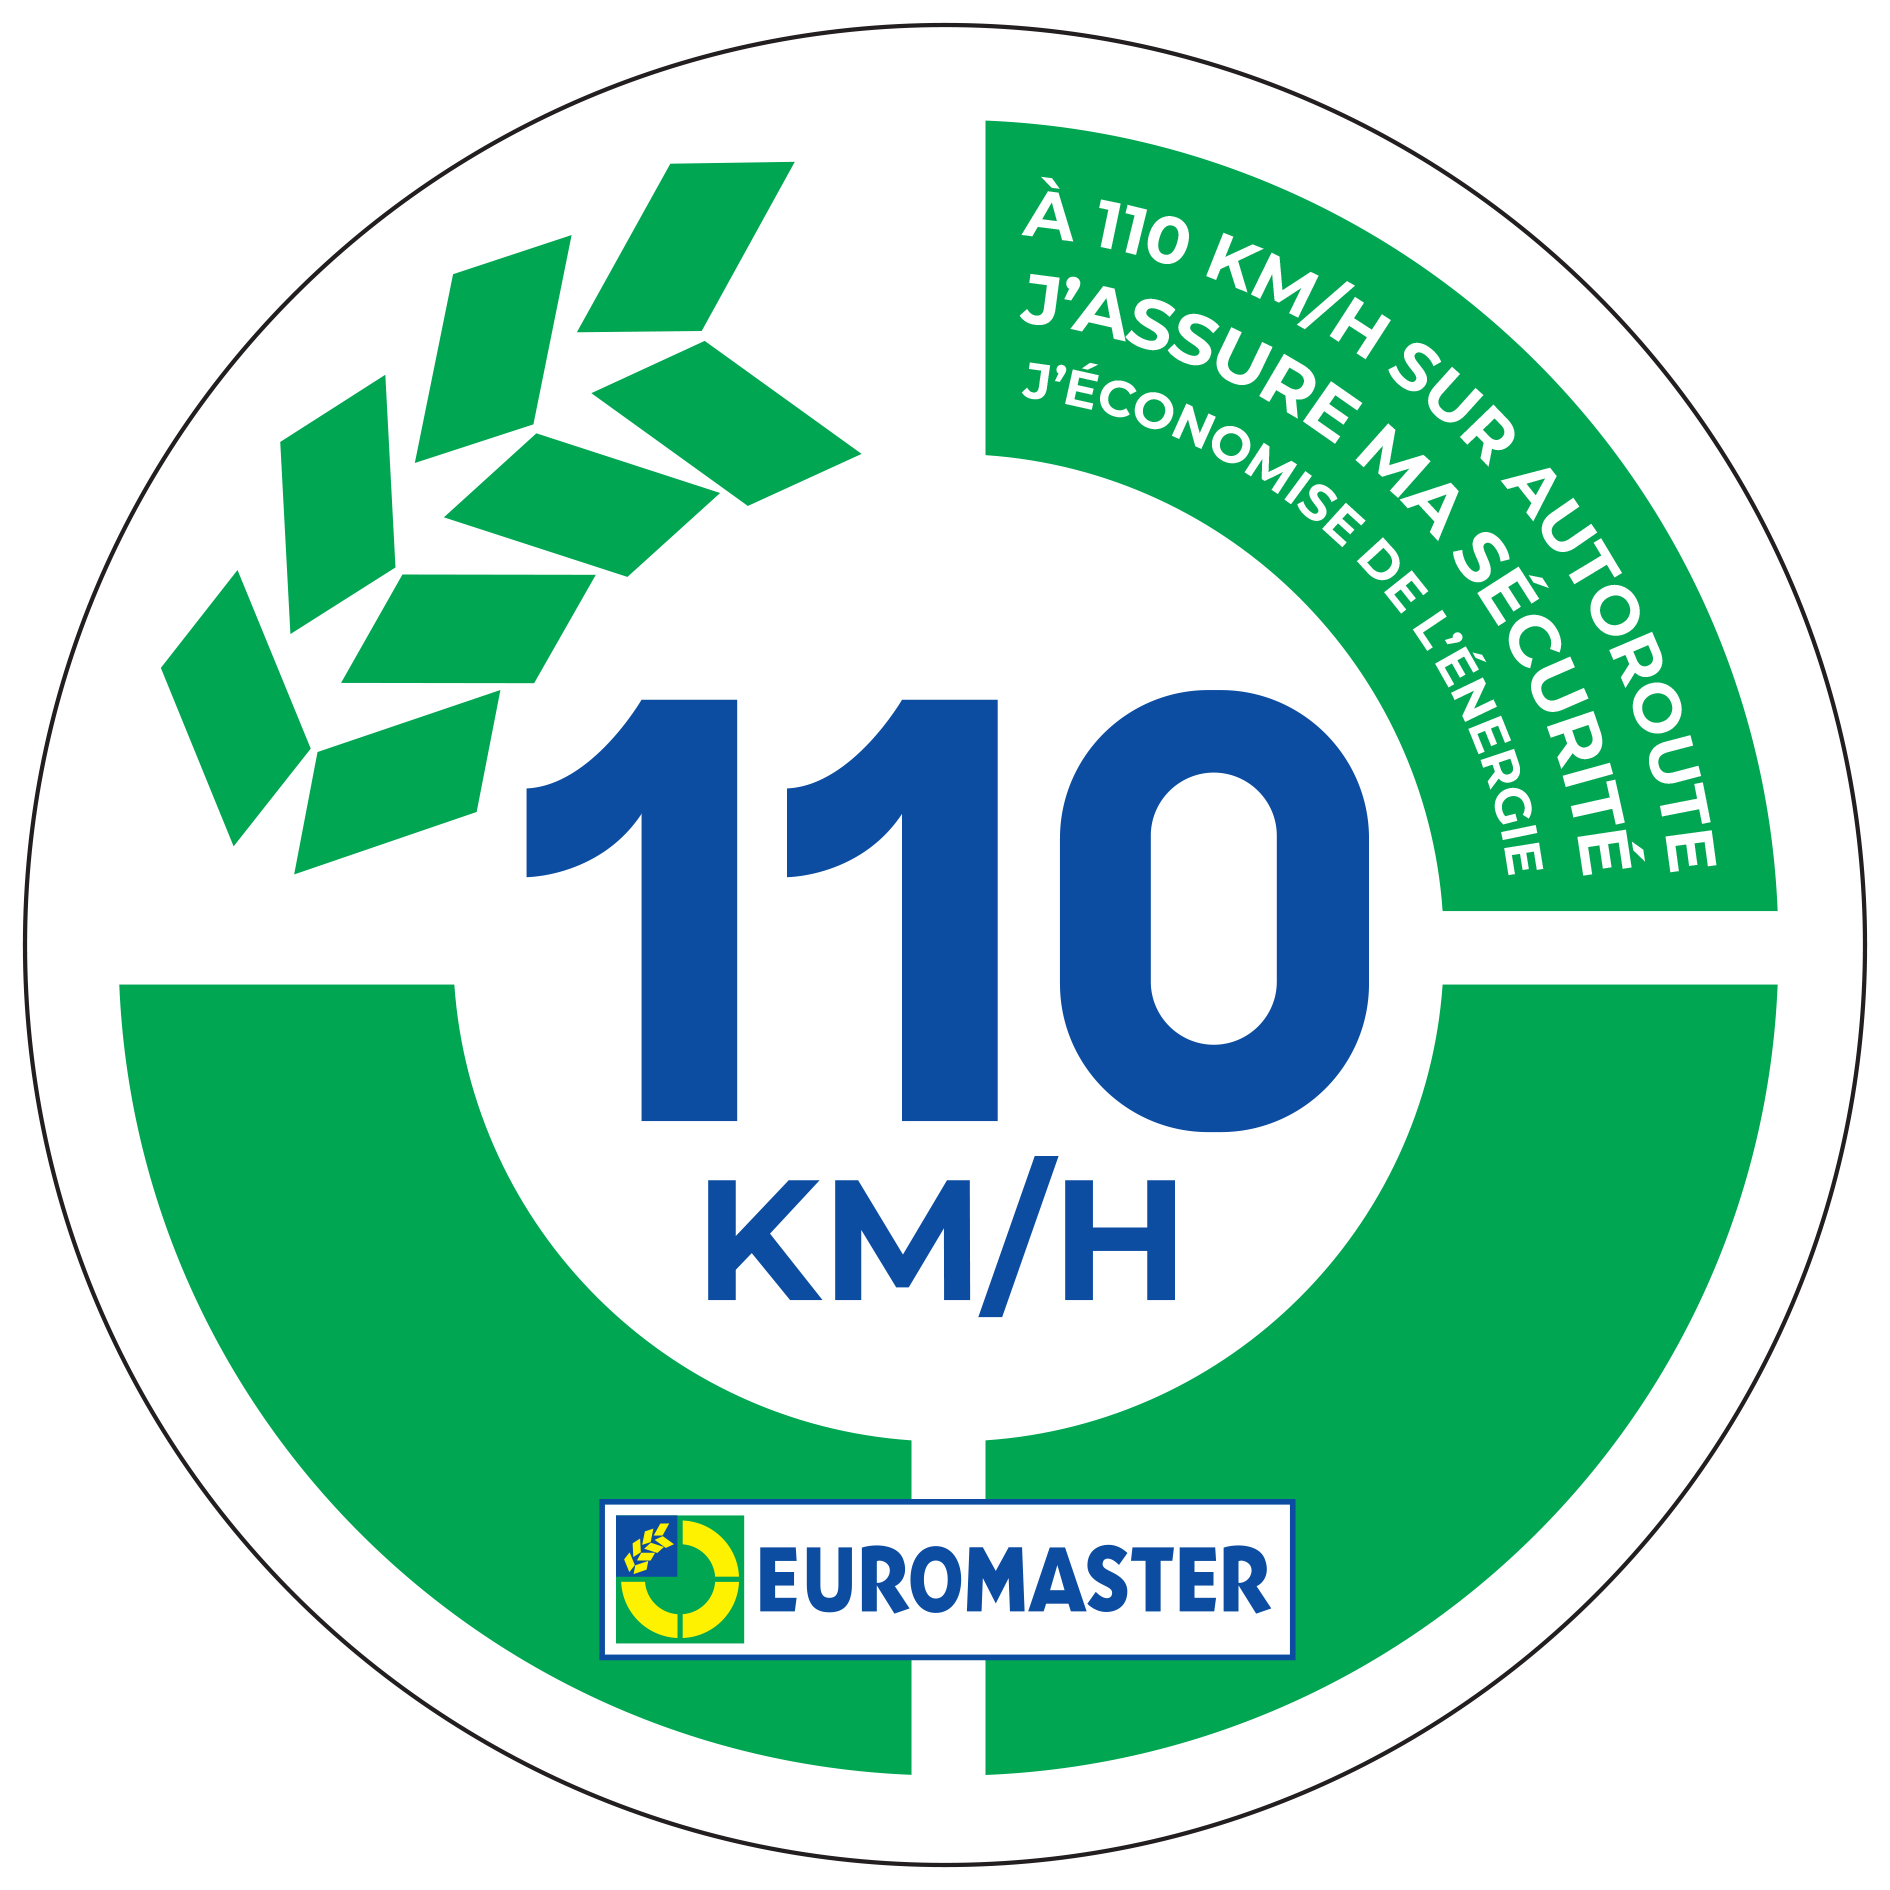 À 110 KM/H SUR AUTOROUTE
J'ASSURE MA SÉCURITÉ
J'ÉCONOMISE DE L'ÉNERGIE
110
KM/H
EUROMASTER